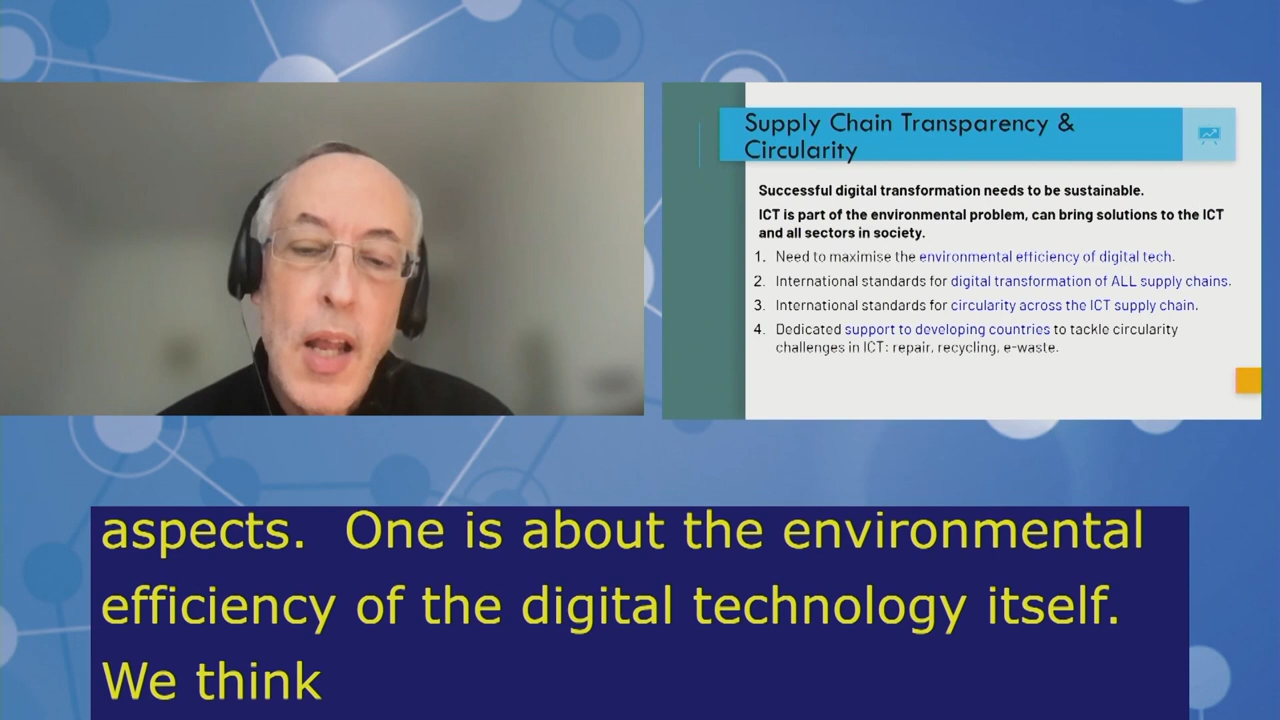 Supply Chain Transparency &
Circularity
Successful digital transformation needs to be sustainable.
ICT is part of the environmental problem, can bring solutions to the ICT
and all sectors in society.
1. Need to maximise the environmental efficiency of digital tech.
2. International standards for digital transformation of ALL supply chains.
3. International standards for circularity across the ICT supply chain.
4. Dedicated support to developing countries to tackle circularity
challenges in ICT: repair, recycling, e-waste.
aspects. One is about the environmental
efficiency of the digital technology itself.
We think